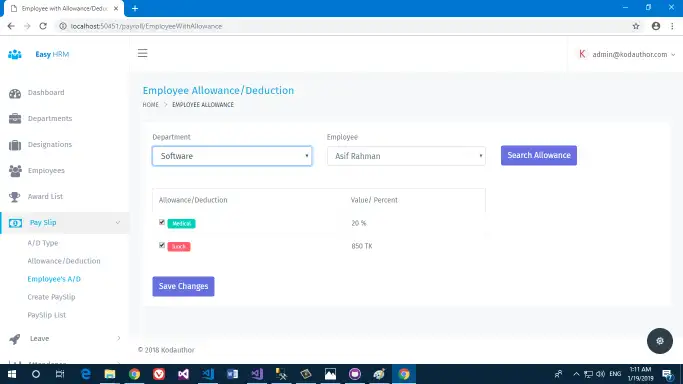 Employee with Allowance/Deduc
localhost:50451/payroll/EmployeeWithAllowance
Easy HRM
K admin@kodauthor.com
Dashboard
Departments
Designations
Employees
Award List
Pay Slip
A/D Type
Allowance/Deduction
Employee's A/D
Create PaySlip
PaySlip List
Leave
Attendance
Employee Allowance/Deduction
HOME > EMPLOYEE ALLOWANCE
Department
Employee
Software
Asif Rahman
Search Allowance
Allowance/Deduction
Value/ Percent
Medical
20 %
Lunch
850 TK
Save Changes
© 2018 Kodauthor
ENG
1:11 AM
1/19/2019